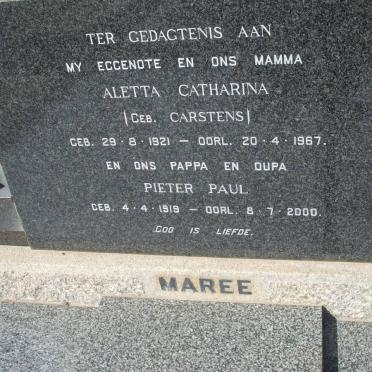 TER GEDAGTENIS AAN
MY EGGENOTE EN ONS MAMMA
ALETTA CATHARINA
(GEB. CARSTENS)
GEB. 29-8-1921 - OORL. 20-4-1967.
EN ONS PAPPA EN OUPA
PIETER PAUL
GEB. 4-4-1919 - OORL. 8-7-2000.
GOD IS LIEFDE.
MAREE